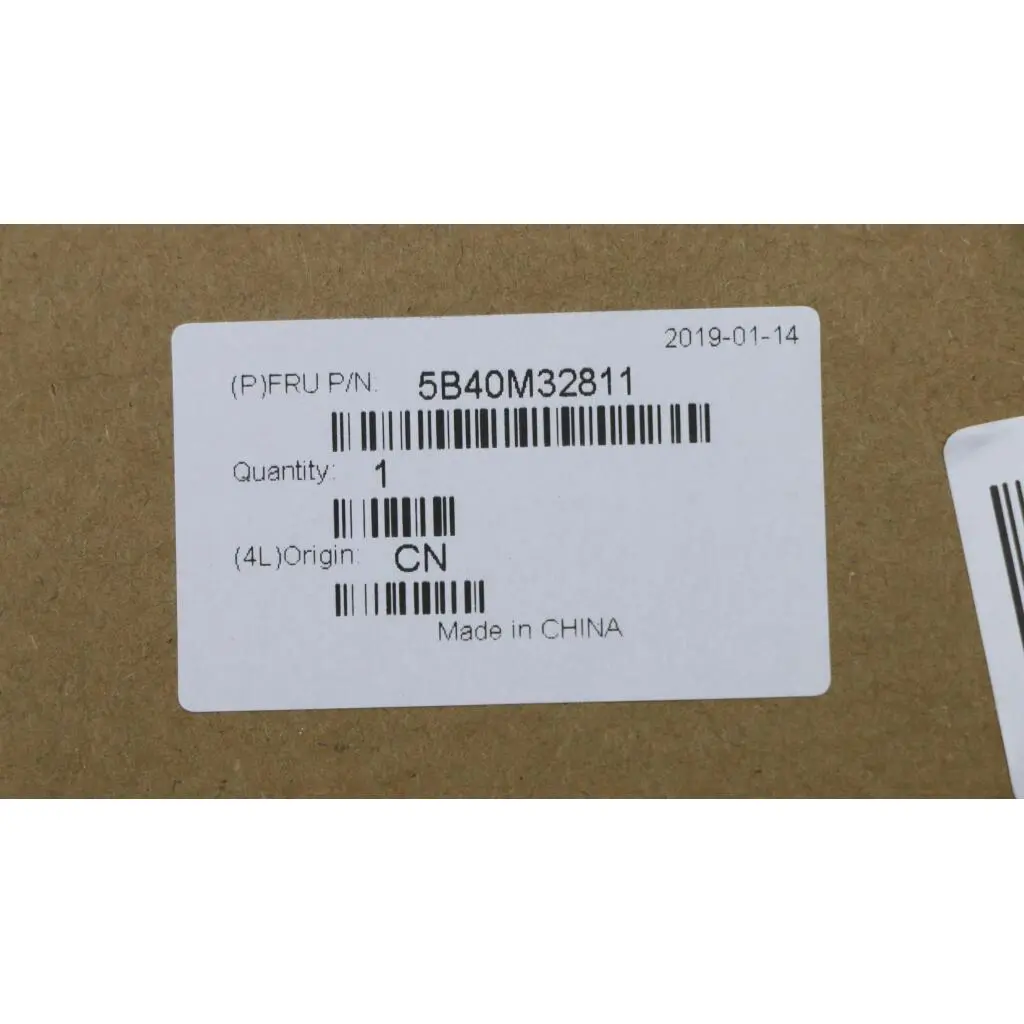 2019-01-14
(P)FRU P/N: 5B40M32811
Quantity: 1
(4L)Origin: CN
Made in CHINA